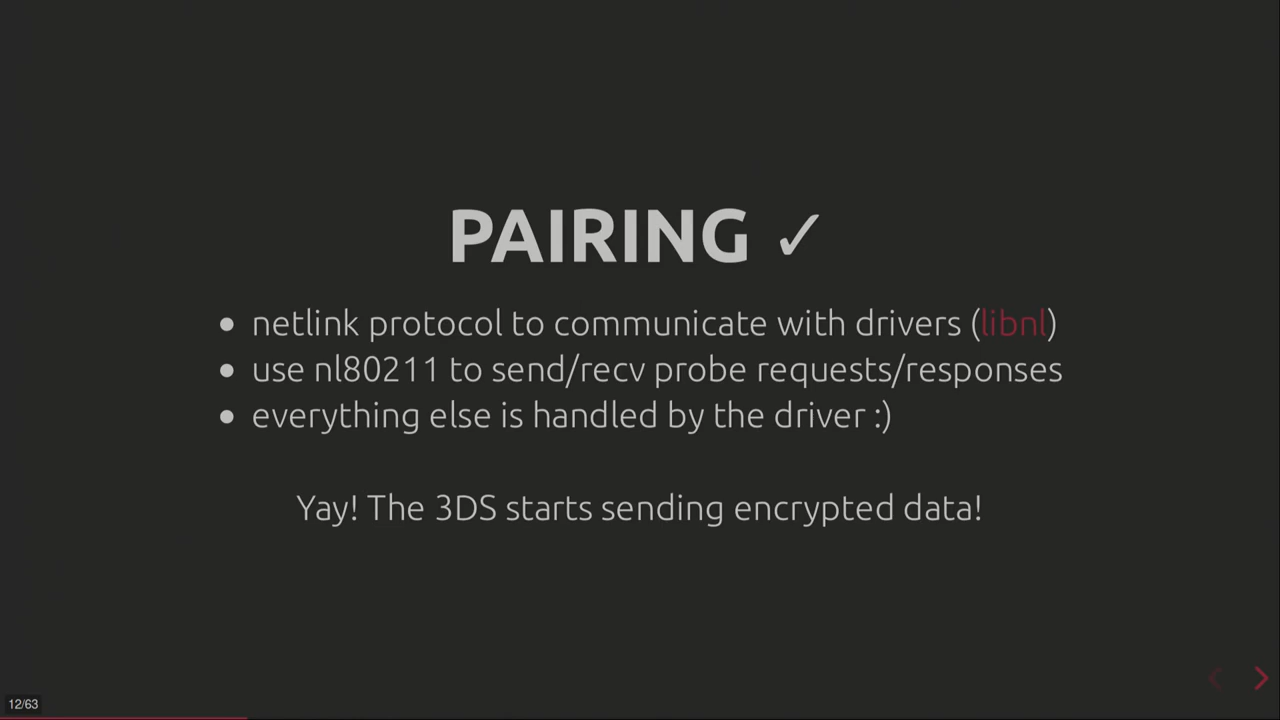 PAIRING ✓
• netlink protocol to communicate with drivers (libnl)
• use nl80211 to send/recv probe requests/responses
• everything else is handled by the driver :)
Yay! The 3DS starts sending encrypted data!
12/63